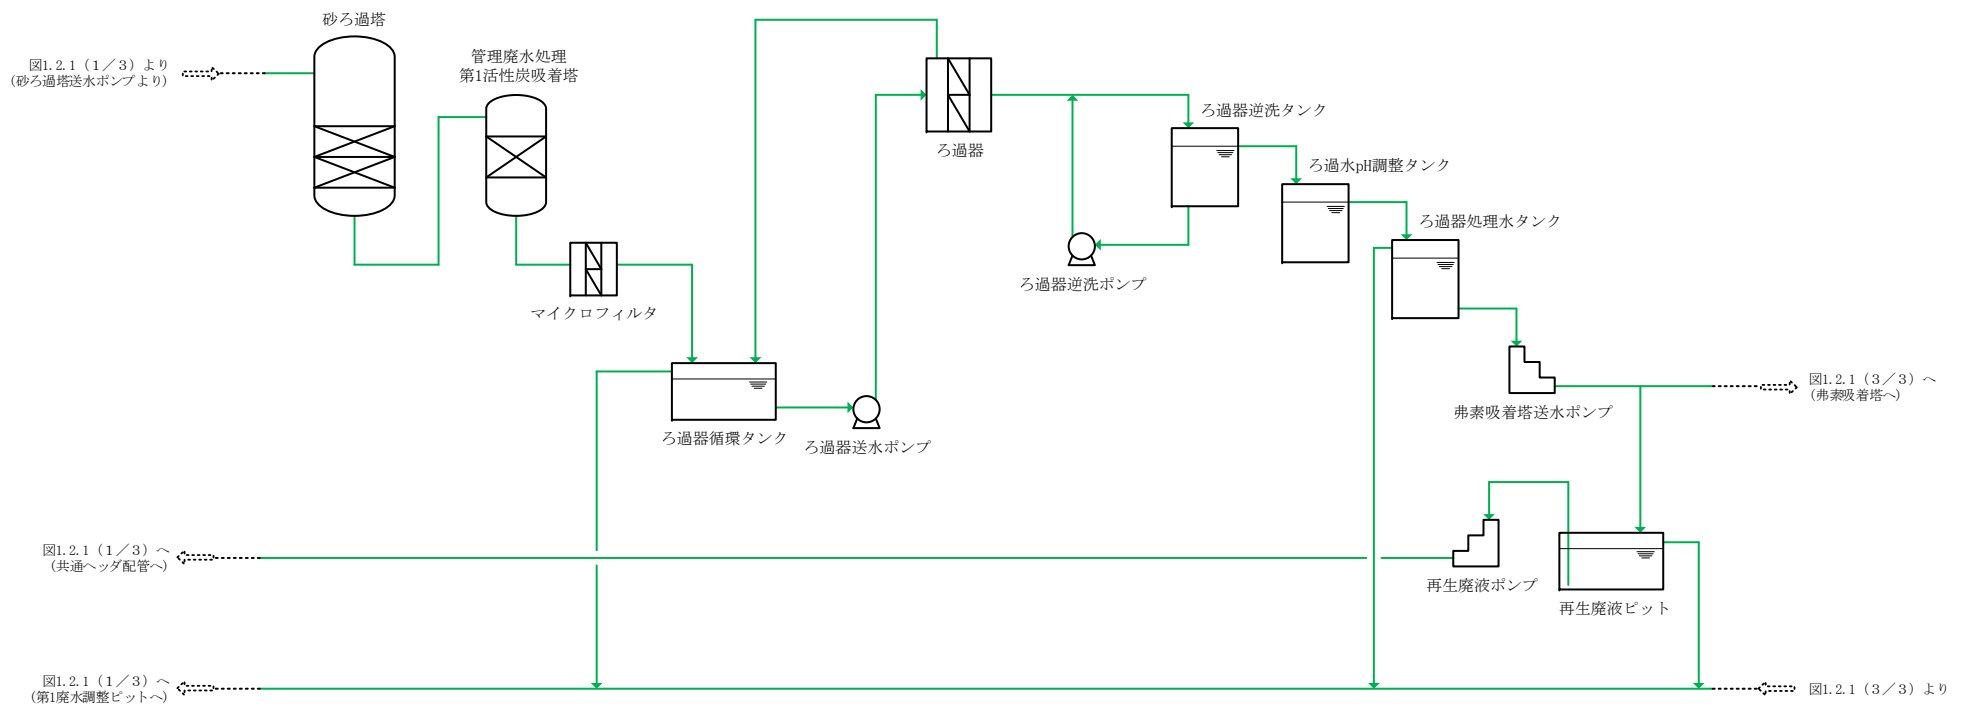 砂ろ過塔
図1.2.1（1／3）より
(砂ろ過塔送水ポンプより)
管理廃水処理
第1活性炭吸着塔
マイクロフィルタ
ろ過器循環タンク
ろ過器送水ポンプ
ろ過器
ろ過器逆洗タンク
ろ過器逆洗ポンプ
ろ過水pH調整タンク
ろ過器処理水タンク
弗素吸着塔送水ポンプ
図1.2.1（3／3）へ
(弗素吸着塔へ)
再生廃液ポンプ
再生廃液ピット
図1.2.1（1／3）へ
(共通ヘッダ配管へ)
図1.2.1（1／3）へ
(第1廃水調整ピットへ)
図1.2.1（3／3）より